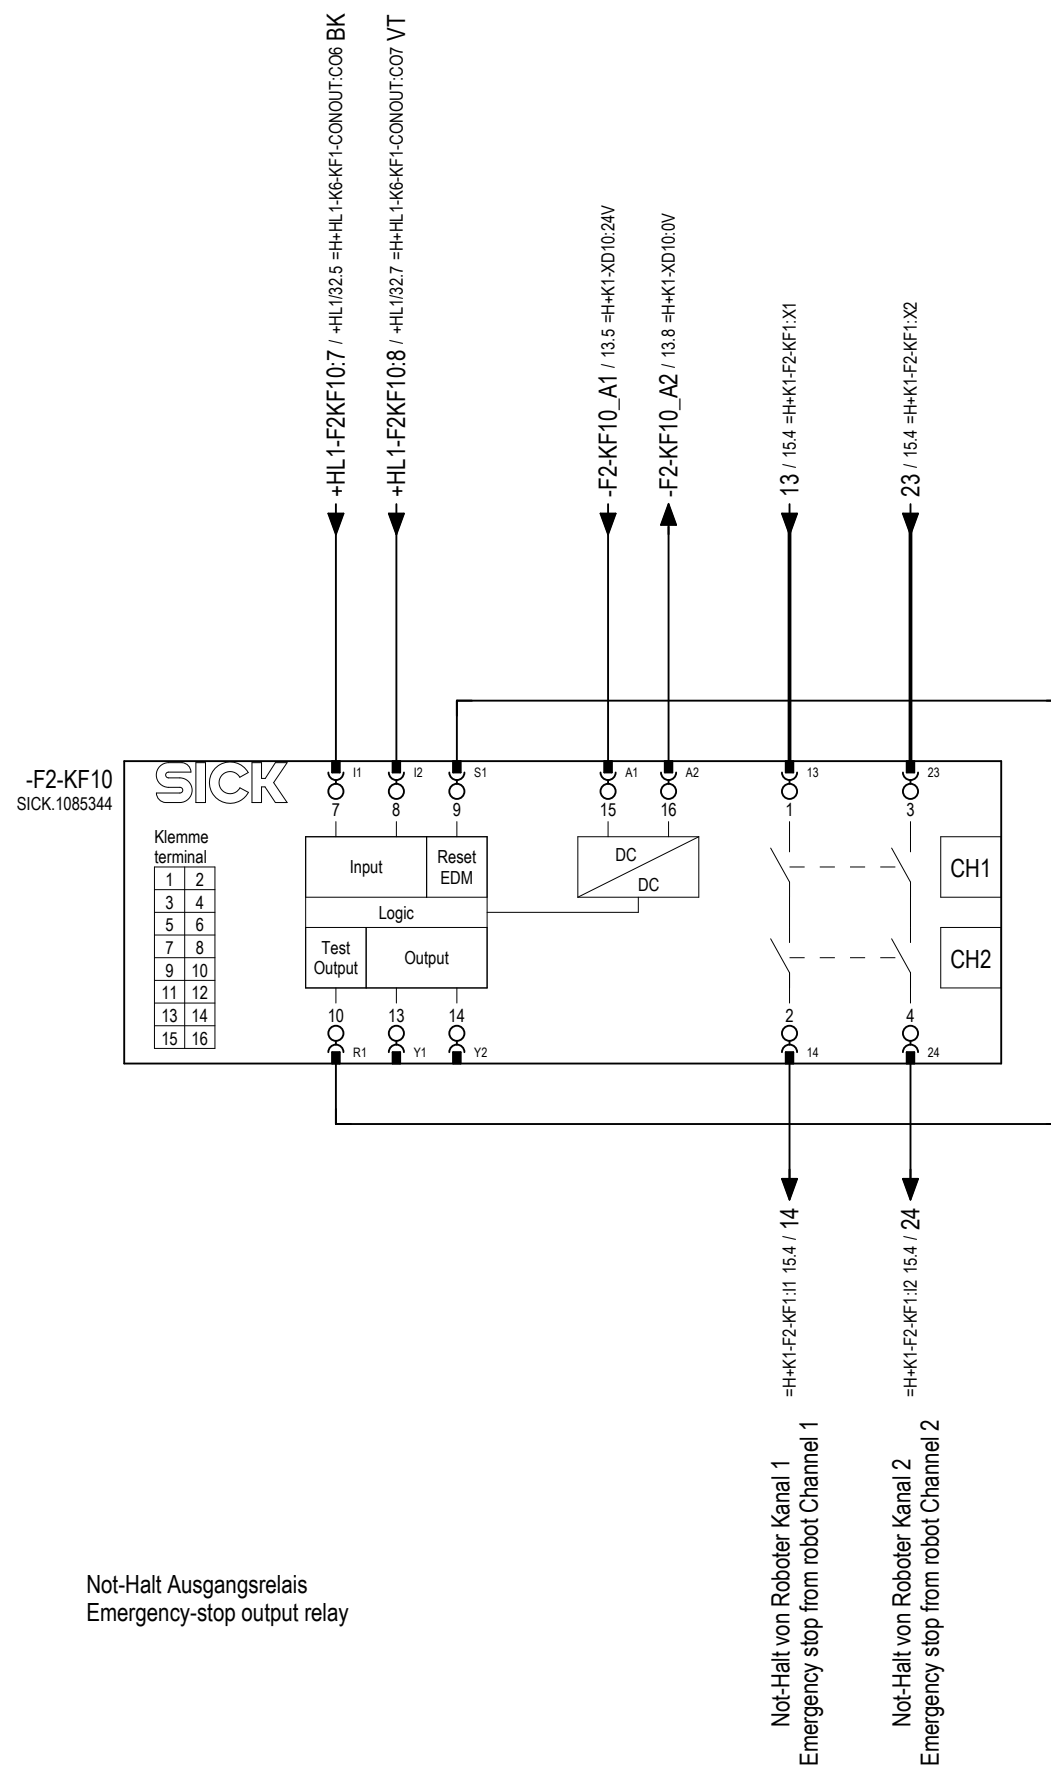 +HL1-F2KF10:7 / +HL1/32.5 =H+HL1-K6-KF1-CONOUT:CO6 BK
+HL1-F2KF10:8 / +HL1/32.7 =H+HL1-K6-KF1-CONOUT:CO7 VT
-F2-KF10_A1 / 13.5 =H+K1-XD10:24V
-F2-KF10_A2 / 13.8 =H+K1-XD10:0V
13 / 15.4 =H+K1-F2-KF1:X1
23 / 15.4 =H+K1-F2-KF1:X2
-F2-KF10
SICK.1085344
SICK
I1 I2 S1 A1 A2 13 23
7 8 9 15 16 1 3
Klemme
terminal
1 2
3 4
5 6
7 8
9 10
11 12
13 14
15 16
Input
Reset
EDM
Logic
Test
Output
Output
DC
DC
CH1
CH2
10 13 14 2 4
R1 Y1 Y2 14 24
=H+K1-F2-KF1:I1 15.4 / 14
=H+K1-F2-KF1:I2 15.4 / 24
Not-Halt von Roboter Kanal 1
Emergency stop from robot Channel 1
Not-Halt von Roboter Kanal 2
Emergency stop from robot Channel 2
Not-Halt Ausgangsrelais
Emergency-stop output relay